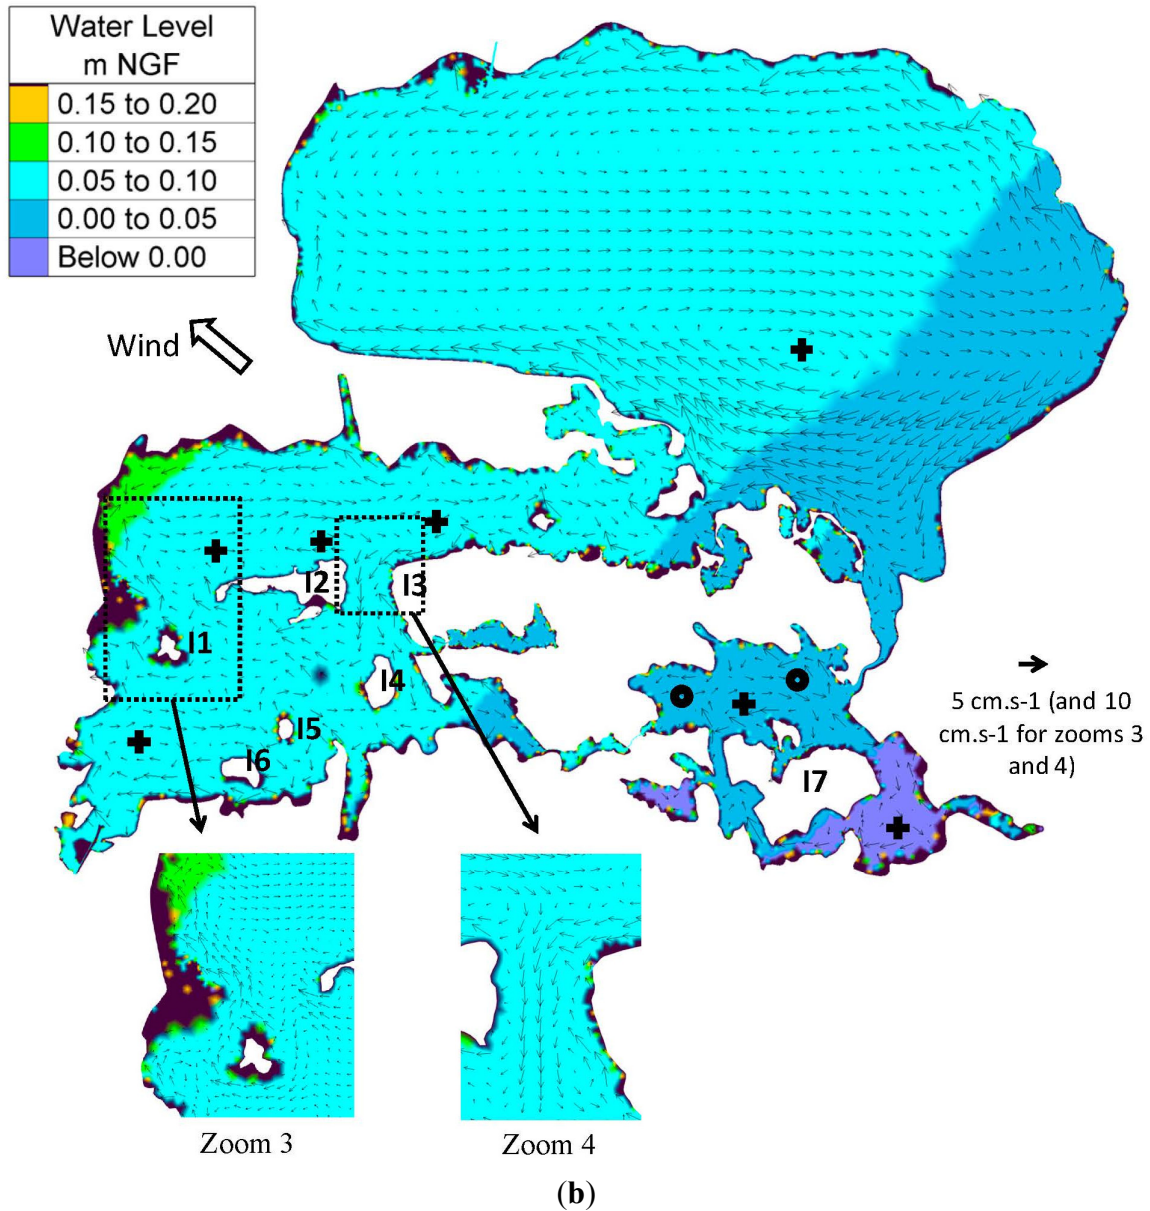 Water Level
m NGF
0.15 to 0.20
0.10 to 0.15
0.05 to 0.10
0.00 to 0.05
Below 0.00
Wind
I2
I3
I1
I4
I5
I6
I7
5 cm.s-1 (and 10
cm.s-1 for zooms 3
and 4)
Zoom 3
Zoom 4
(b)